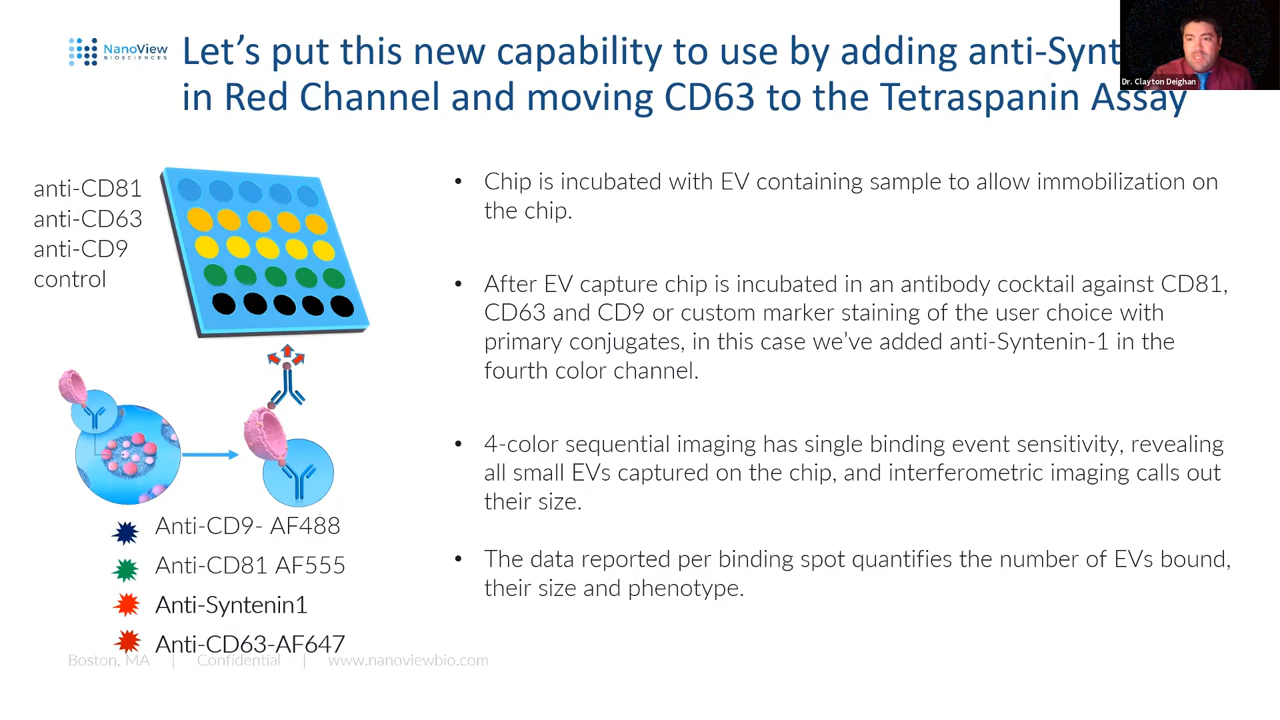 NanoView
BIOSCIENCES
Let's put this new capability to use by adding anti-Synt
in Red Channel and moving CD63 to the Tetraspanin Assay
Dr. Clayton Deighan
anti-CD81
anti-CD63
anti-CD9
control
• Chip is incubated with EV containing sample to allow immobilization on
the chip.
• After EV capture chip is incubated in an antibody cocktail against CD81,
CD63 and CD9 or custom marker staining of the user choice with
primary conjugates, in this case we've added anti-Syntenin-1 in the
fourth color channel.
• 4-color sequential imaging has single binding event sensitivity, revealing
all small EVs captured on the chip, and interferometric imaging calls out
their size.
• The data reported per binding spot quantifies the number of EVs bound,
their size and phenotype.
Anti-CD9- AF488
Anti-CD81 AF555
Anti-Syntenin1
Anti-CD63-AF647
Boston, MA | Confidential | www.nanoviewbio.com